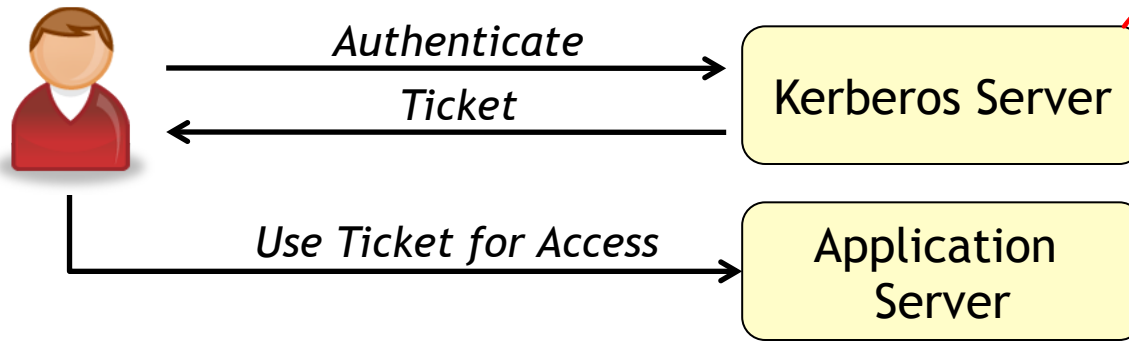 Authenticate
Kerberos Server
Ticket
Use Ticket for Access
Application
Server